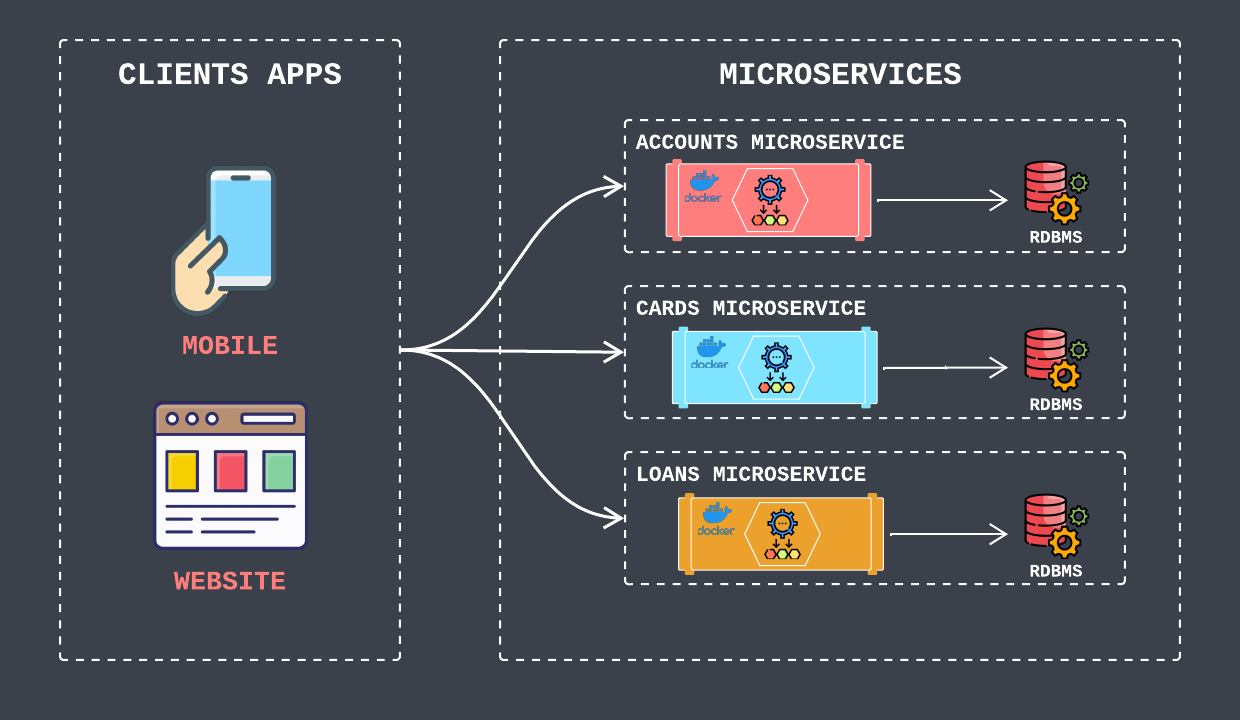 CLIENTS APPS
MOBILE
WEBSITE
MICROSERVICES
ACCOUNTS MICROSERVICE
docker
RDBMS
CARDS MICROSERVICE
docker
RDBMS
LOANS MICROSERVICE
docker
RDBMS